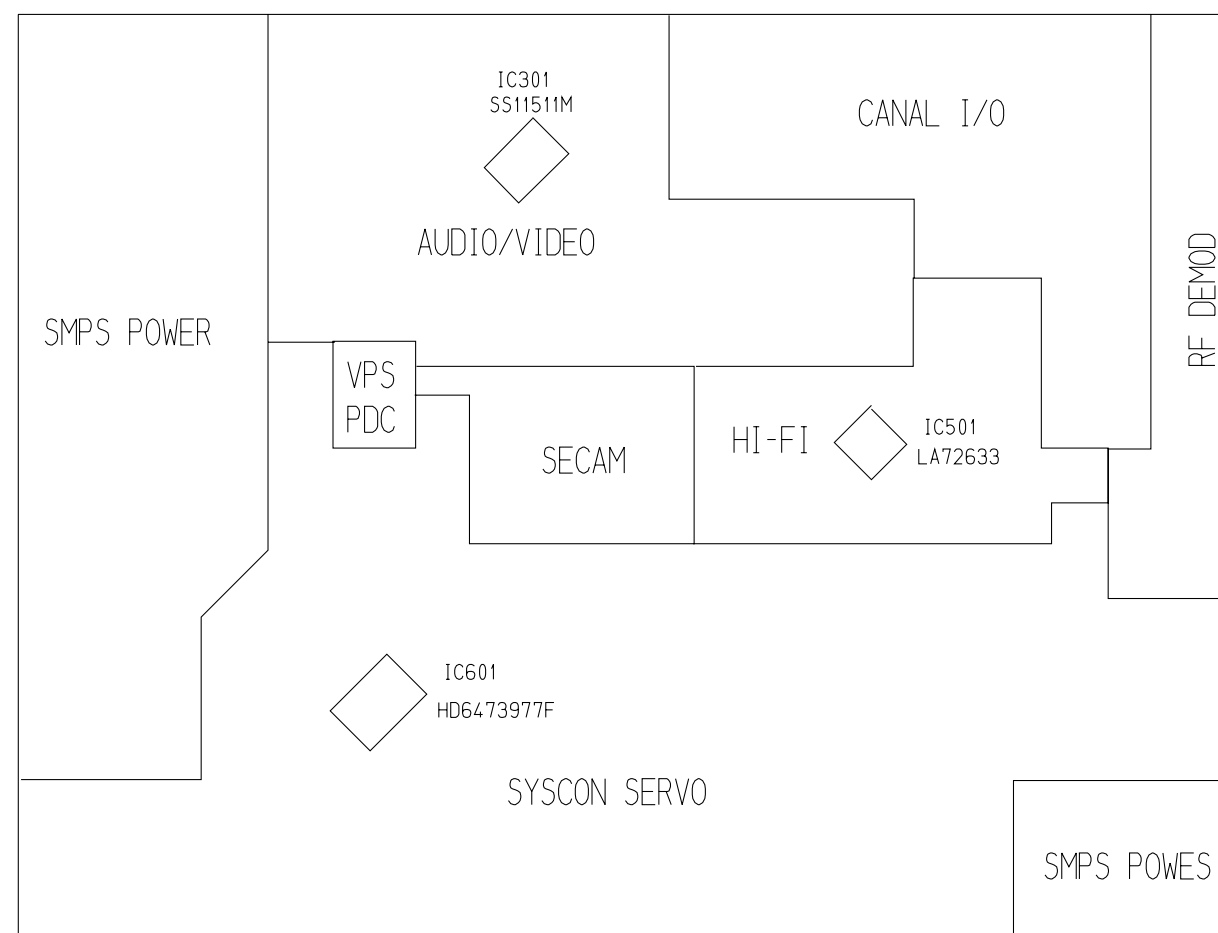 IC301
SS11511M
CANAL I/O
AUDIO/VIDEO
RF DEMOD
SMPS POWER
VPS
PDC
SECAM
HI-FI
IC501
LA72633
IC601
HD6473977F
SYSCON SERVO
SMPS POWES